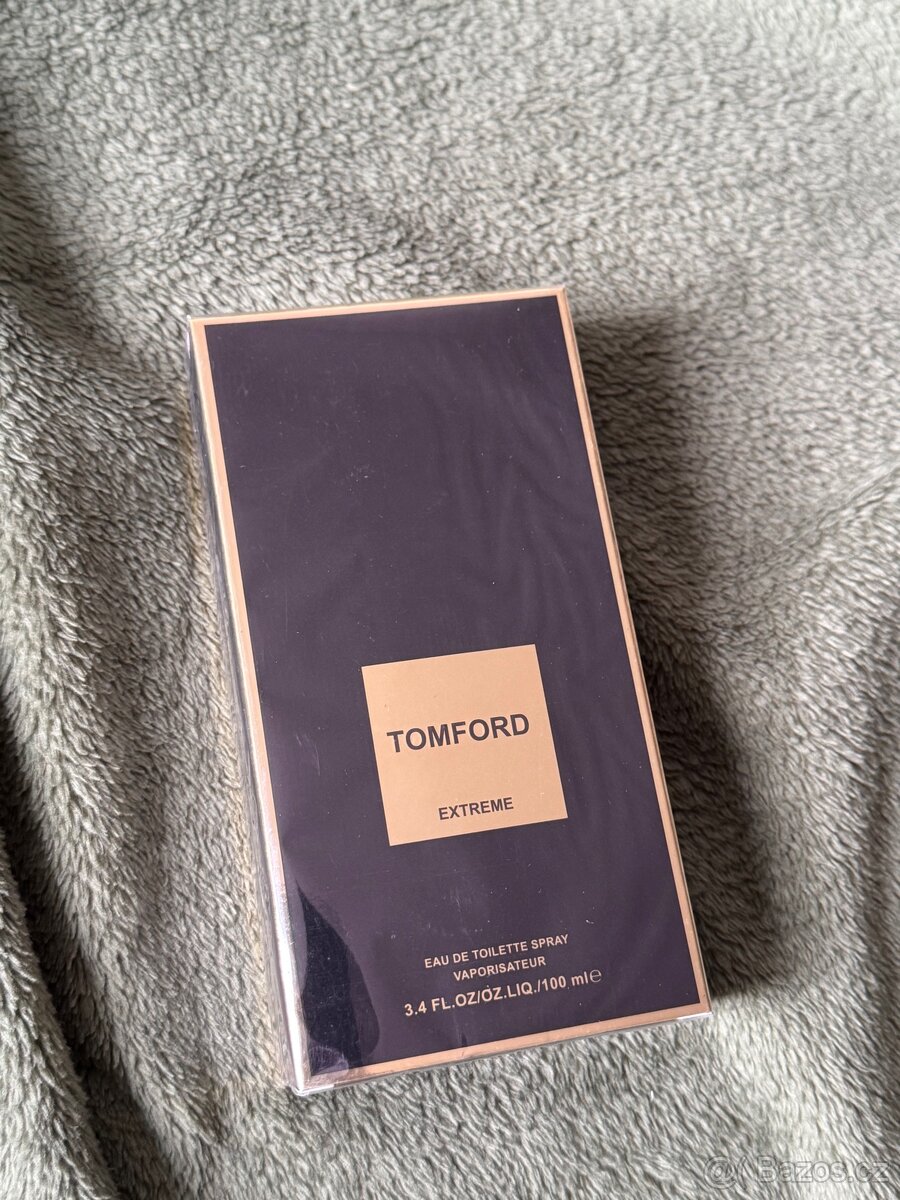 TOMFORD
EXTREME
EAU DE TOILETTE SPRAY
VAPORISATEUR
3.4 FL.OZ/OZ.LIQ./100 ml℮
@ Bazos.cz